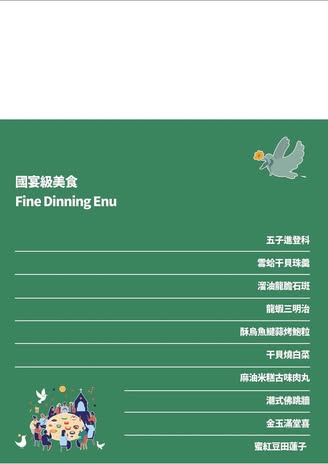 國宴級美食
Fine Dinning Enu
五子進登科
雪蛤干貝珠羹
溜油龍膽石斑
龍蝦三明治
酥烏魚鰎蒜烤鮑粒
干貝燒白菜
麻油米糕古味肉丸
潮式佛跳牆
金玉滿堂喜
蜜紅豆田蓮子